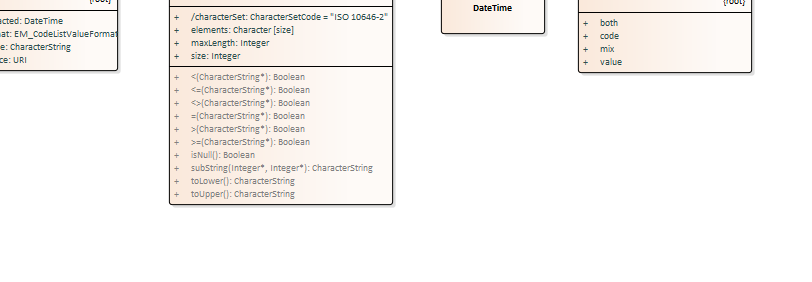 acted: DateTime
at: EM_CodeListValueFormat
e: CharacterString
ce: URI
+ /characterSet: CharacterSetCode = "ISO 10646-2"
+ elements: Character [size]
+ maxLength: Integer
+ size: Integer
+ <(CharacterString*): Boolean
+ <=(CharacterString*): Boolean
+ <>(CharacterString*): Boolean
+ =(CharacterString*): Boolean
+ >(CharacterString*): Boolean
+ >=(CharacterString*): Boolean
+ isNull(): Boolean
+ subString(Integer*, Integer*): CharacterString
+ toLower(): CharacterString
+ toUpper(): CharacterString
DateTime
{root}
+ both
+ code
+ mix
+ value